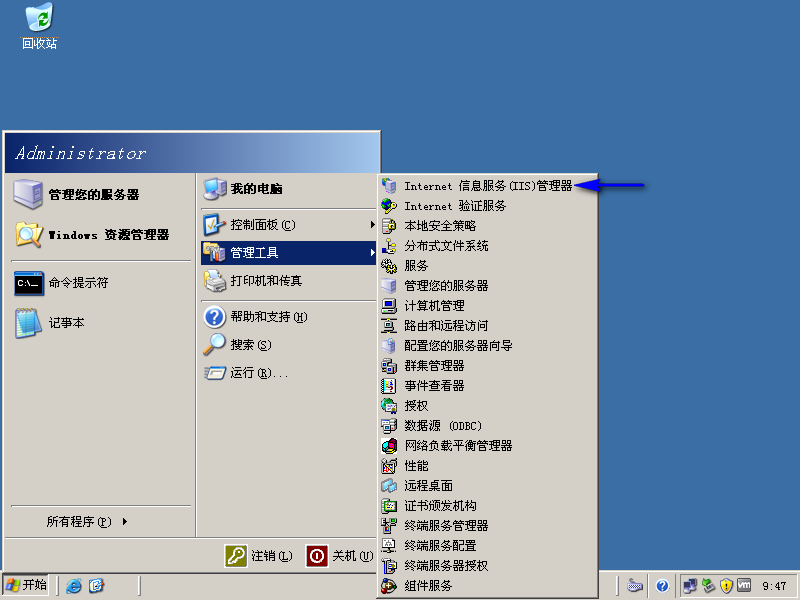 回收站
Administrator
管理您的服务器
Windows 资源管理器
命令提示符
C:\_
记事本
所有程序(P)
我的电脑
控制面板(C)
管理工具
打印机和传真
帮助和支持(H)
搜索(S)
运行(R)...
注销(L)
关机(U)
Internet 信息服务(IIS)管理器
Internet 验证服务
本地安全策略
分布式文件系统
服务
管理您的服务器
计算机管理
路由和远程访问
配置您的服务器向导
群集管理器
事件查看器
授权
数据源 (ODBC)
网络负载平衡管理器
性能
远程桌面
证书颁发机构
终端服务管理器
终端服务配置
终端服务器授权
组件服务
开始
vm
9:47